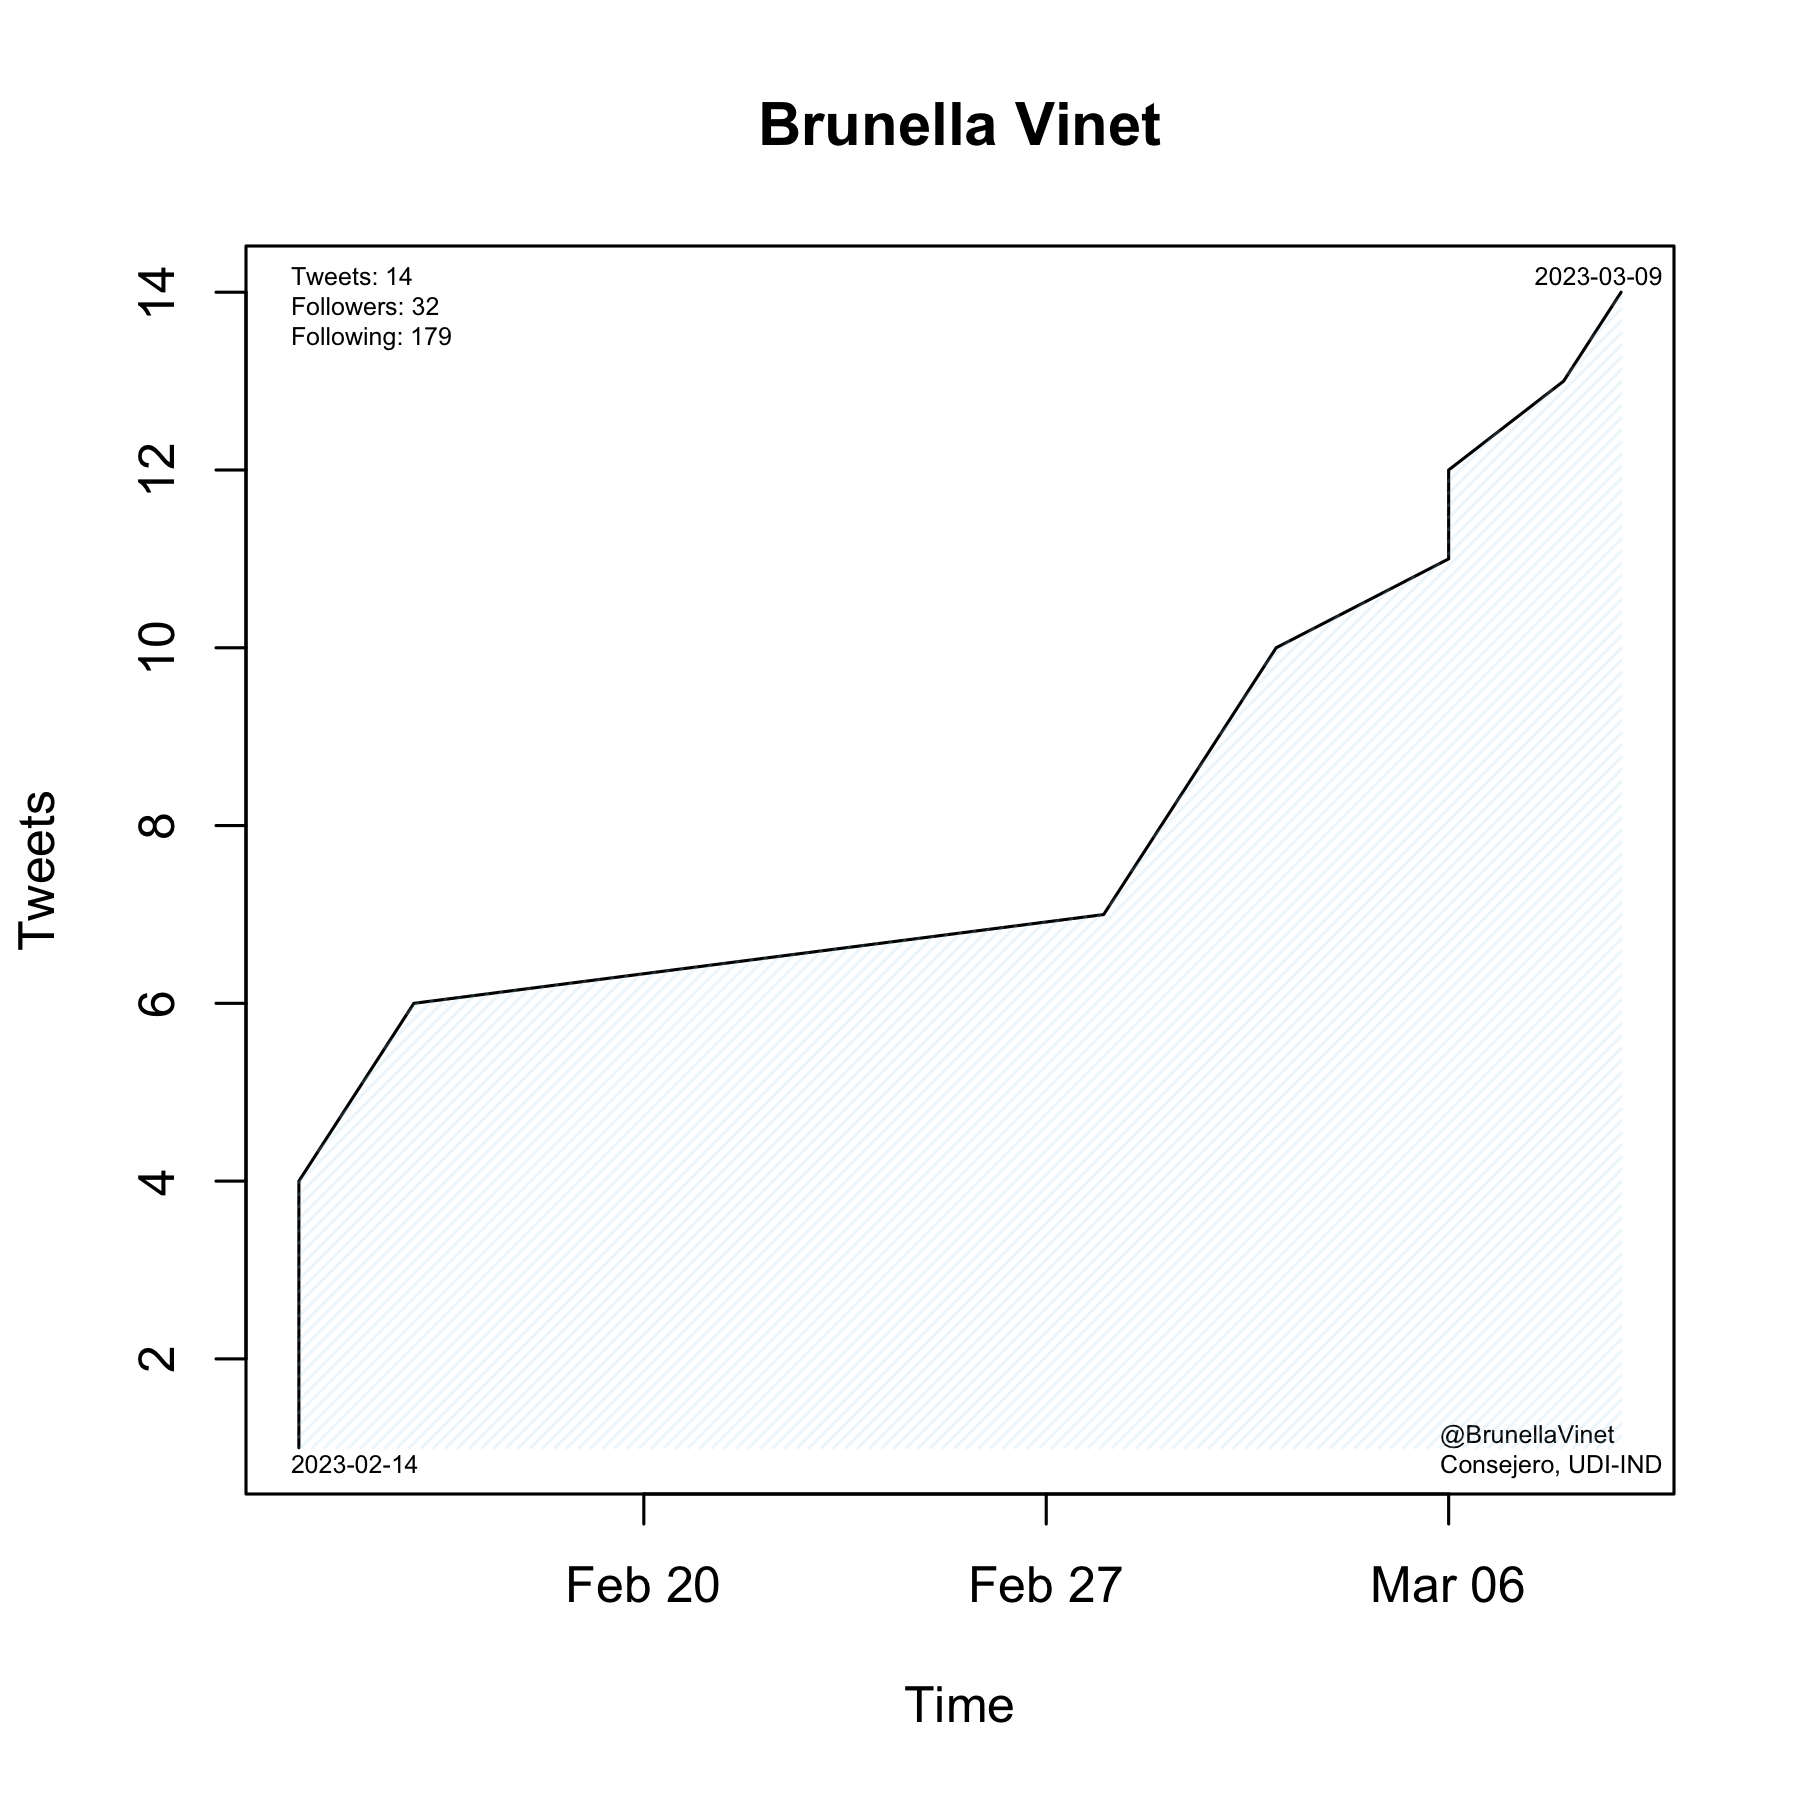 Brunella Vinet
Tweets: 14
Followers: 32
Following: 179
2023-03-09
Tweets
14
12
10
8
6
4
2
@BrunellaVinet
Consejero, UDI-IND
2023-02-14
Feb 20
Feb 27
Mar 06
Time